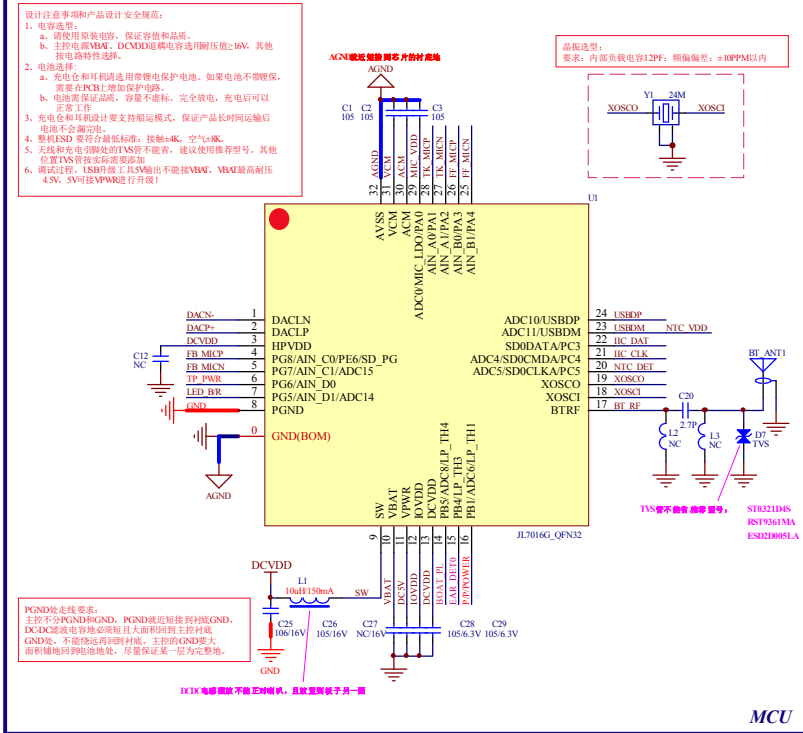 设计注意事项和产品设计安全规范:
1、电容选型:
a、请使用原装电容,保证容值和品质。
b、主控电源VBAT、DCVDD退耦电容选用耐压值≥16V,其他
按电路特性选择。
2、电池选择:
a、充电仓和耳机请选用带锂电保护电池。如果电池不带锂保,
需要在PCB上增加保护电路。
b、电池需保证品质,容量不虚标。完全放电,充电后可以
正常工作
3、充电仓和耳机设计要支持船运模式,保证产品长时间运输后
电池不会漏完电。
4、整机ESD 要符合最低标准:接触±4K,空气±8K。
5、天线和充电引脚处的TVS管不能省,建议使用推荐型号。其他
位置TVS管按实际需要添加
6、调试过程,USB升级工具5V输出不能接VBAT,VBAT最高耐压
4.5V,5V可接VPWR进行升级!
AGND就近短接到芯片的衬底地
AGND
C1 C2 C3
105 105 105
晶振选型:
要求:内部负载电容12PF;频偏偏差:±10PPM以内
Y1 24M
XOSCO XOSCI
AGND
VCM
ACM
MIC_VDD
TK_MICP
TK_MICN
FF_MICP
FF_MICN
32 31 30 29 28 27 26 25
U1
AVSS
VCM
ACM
ADC0/MIC_LDO/PA0
AIN_A0/PA1
AIN_A1/PA2
AIN_B0/PA3
AIN_B1/PA4
DACN- 1 DACLN
DACP+ 2 DACLP
DCVDD 3 HPVDD
FB_MICP 4 PG8/AIN_C0/PE6/SD_PG
FB_MICN 5 PG7/AIN_C1/ADC15
TP_PWR 6 PG6/AIN_D0
LED_B/R 7 PG5/AIN_D1/ADC14
GND 8 PGND
0 GND(BOM)
C12
NC
AGND
ADC10/USBDP 24 USBDP
ADC11/USBDM 23 USBDM NTC_VDD
SD0DATA/PC3 22 IIC_DAT
ADC4/SD0CMDA/PC4 21 IIC_CLK
ADC5/SD0CLKA/PC5 20 NTC_DET
XOSCO 19 XOSCO
XOSCI 18 XOSCI
BTRF 17 BT_RF
BT_ANT1
C20
2.7P
L2
NC
L3
NC
D7
TVS
TVS管不能省,推荐型号:
ST0321D4S
RST9361MA
ESD2D005LA
SW
VBAT
VPWR
IOVDD
DCVDD
PB5/ADC8/LP_TH4
PB4/LP_TH3
PB1/ADC6/LP_TH1
9 10 11 12 13 14 15 16
JL7016G_QFN32
VBAT
DC5V
IOVDD
DCVDD
BOAT_PL
EAR_DET0
P/P/POWER
DCVDD
L1
10uH/150mA
SW
C25
106/16V
C26
105/16V
C27
NC/16V
C28
105/6.3V
C29
105/6.3V
GND
PGND处走线要求:
主控不分PGND和GND,PGND就近短接到衬底GND,
DC-DC滤波电容地必须短且大面积回到主控衬底
GND处,不能绕远再回到衬底。主控的GND要大
面积铺地回到电池地处,尽量保证某一层为完整地。
DCDC电感摆放不能正对喇叭,且放置到板子另一面
MCU